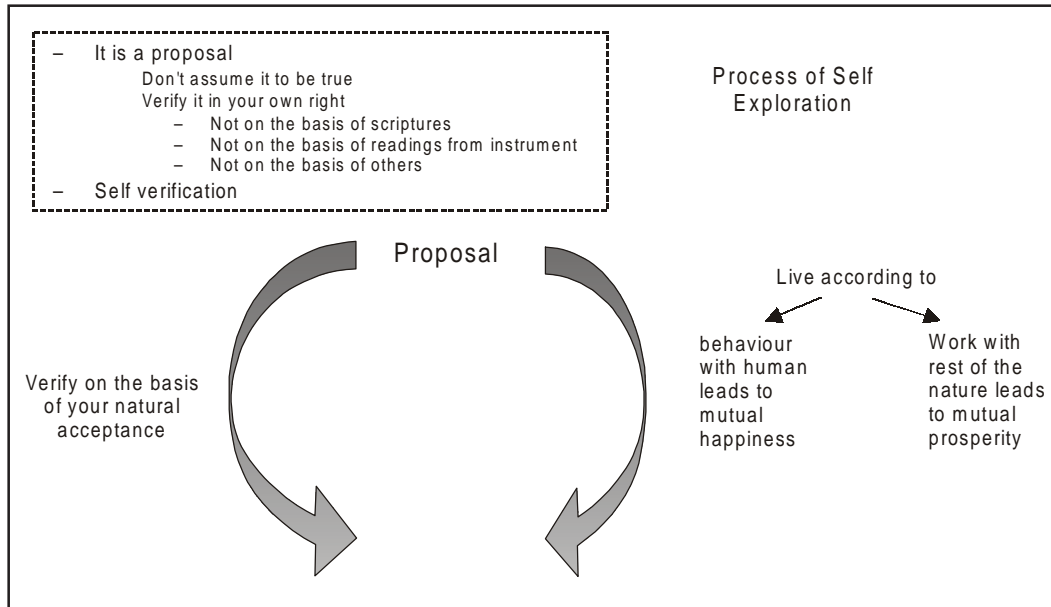 – It is a proposal
Don't assume it to be true
Verify it in your own right
– Not on the basis of scriptures
– Not on the basis of readings from instrument
– Not on the basis of others
– Self verification
Process of Self
Exploration
Proposal
Verify on the basis
of your natural
acceptance
Live according to
behaviour
with human
leads to
mutual
happiness
Work with
rest of the
nature leads
to mutual
prosperity